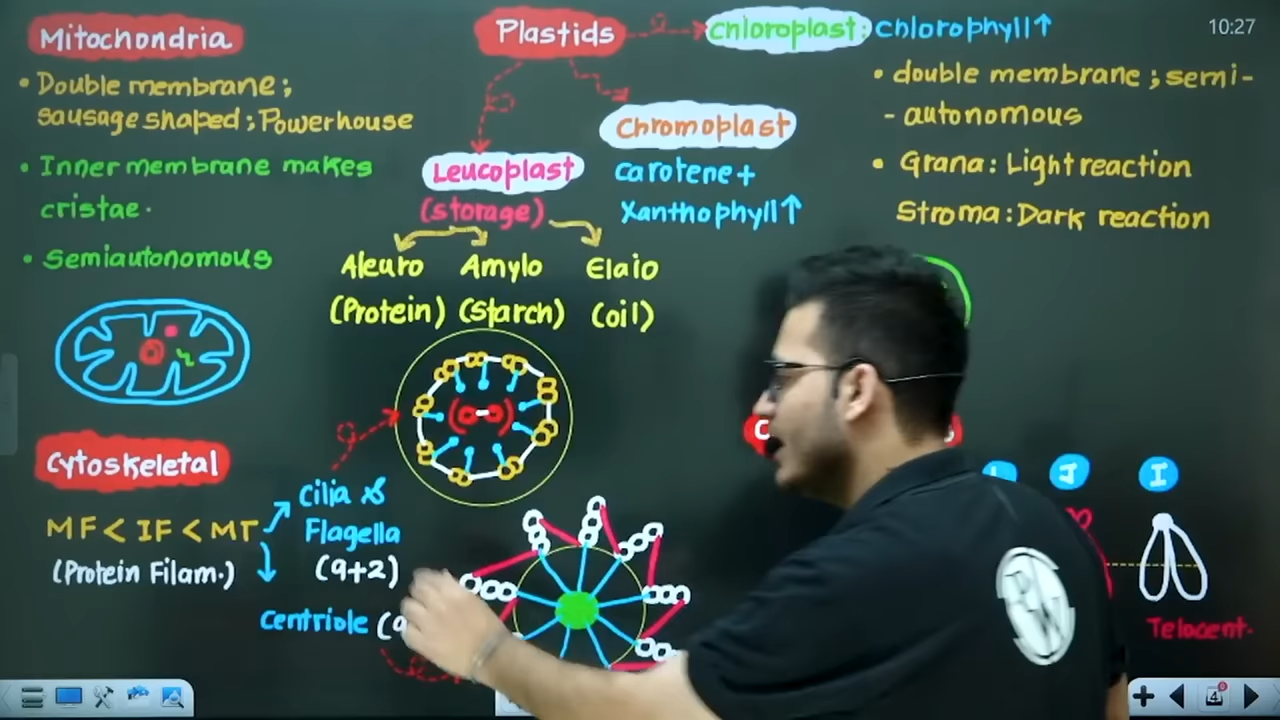 10:27
Mitochondria
• Double membrane;
sausage shaped; Powerhouse
• Inner membrane makes
cristae.
• Semiautonomous
Plastids
Chloroplast: chlorophyll↑
• double membrane; semi-
- autonomous
• Grana: Light reaction
Stroma: Dark reaction
Chromoplast
carotene +
Xanthophyll↑
Leucoplast
(storage)
Aleuro Amylo Elaio
(Protein) (Starch) (oil)
Cytoskeletal
MF < IF < MT
(Protein Filam.)
Cilia &
Flagella
(9+2)
Centriole
J I
Telocent.
PW
4